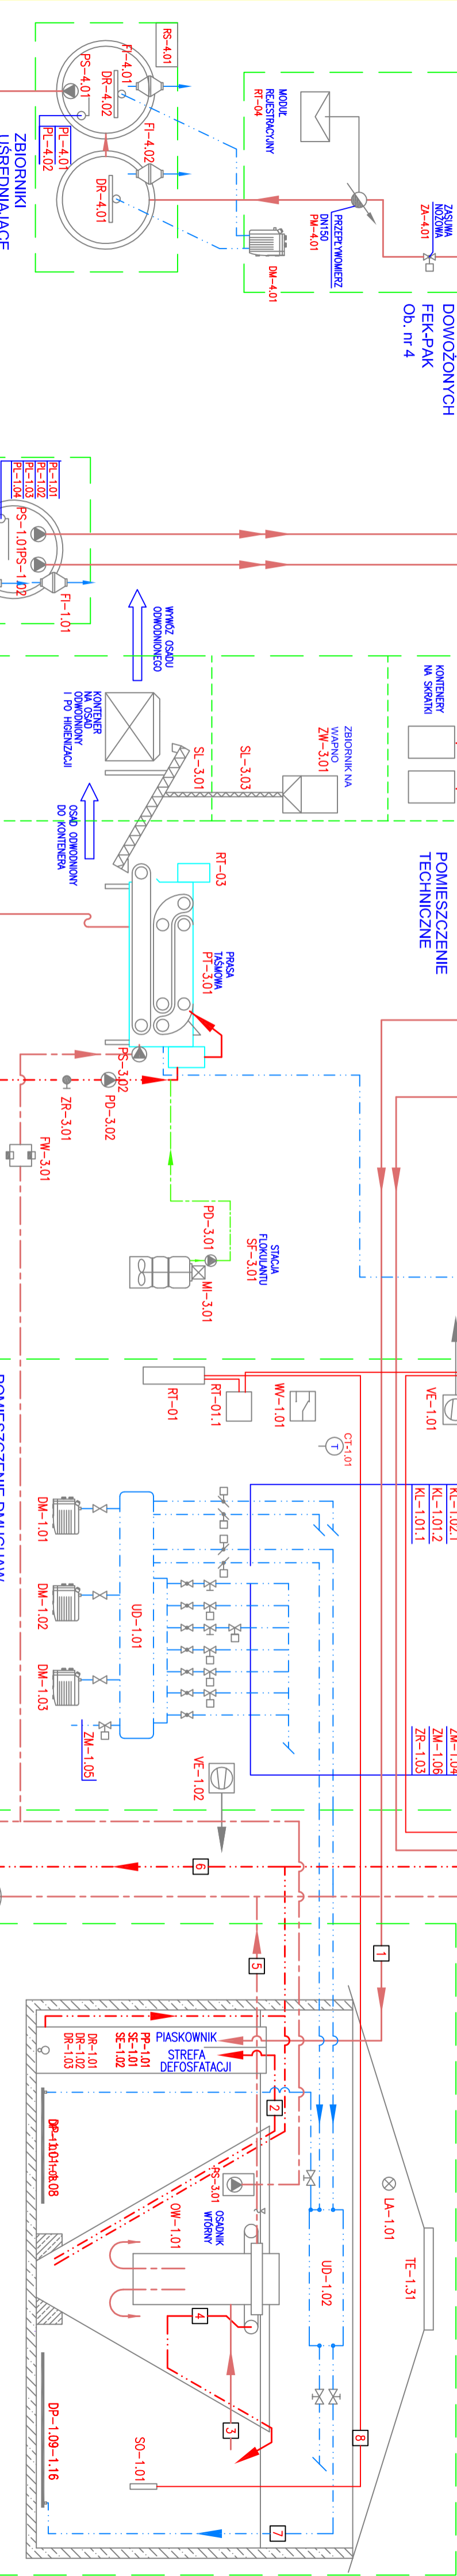 RS-4.01
FI-4.01
DR-4.02
PS-4.01
PL-4.01
PL-4.02
FI-4.02
DR-4.01
ZBIORNIKI
MODUŁ
REJESTRACYJNY
RT-04
PRZEPŁYWOMIERZ
DN150
PM-4.01
ZASUWA
NOŻOWA
ZA-4.01
DM-4.01
DOWOŻONYCH
FEK-PAK
Ob. nr 4
PL-1.01
PL-1.02
PL-1.03
PL-1.04
PS-1.01
PS-1.02
FI-1.01
WYWÓZ OSADU
ODWODNIONEGO
KONTENERY
NA SKRATKI
KONTENER
NA OSAD
ODWODNIONY
I PO HIGIENIZACJI
ZBIORNIK NA
WAPNO
ZW-3.01
SL-3.01
SL-3.03
OSAD ODWODNIONY
DO KONTENERA
POMIESZCZENIE
TECHNICZNE
RT-03
PRASA
TAŚMOWA
PT-3.01
PS-3.02
PD-3.02
ZR-3.01
FW-3.01
STACJA
FLOKULANTU
SF-3.01
PD-3.01
MI-3.01
RT-01
RT-01.1
WV-1.01
VE-1.01
CT-1.01
T
POMIESZCZENIE DMUCHAW
KL-1.02.1
KL-1.01.2
KL-1.01.1
DM-1.01
DM-1.02
DM-1.03
UD-1.01
ZM-1.05
ZM-1.04
ZM-1.06
ZR-1.03
VE-1.02
6
5
1
PIASKOWNIK
STREFA
DEFOSFATACJI
PP-1.01
SE-1.01
SE-1.02
DR-1.01
DR-1.02
DR-1.03
2
PS-3.01
OSADNIK
WTÓRNY
OW-1.01
LA-1.01
TE-1.31
UD-1.02
4
3
8
DP-1.09-1.16
SO-1.01
7